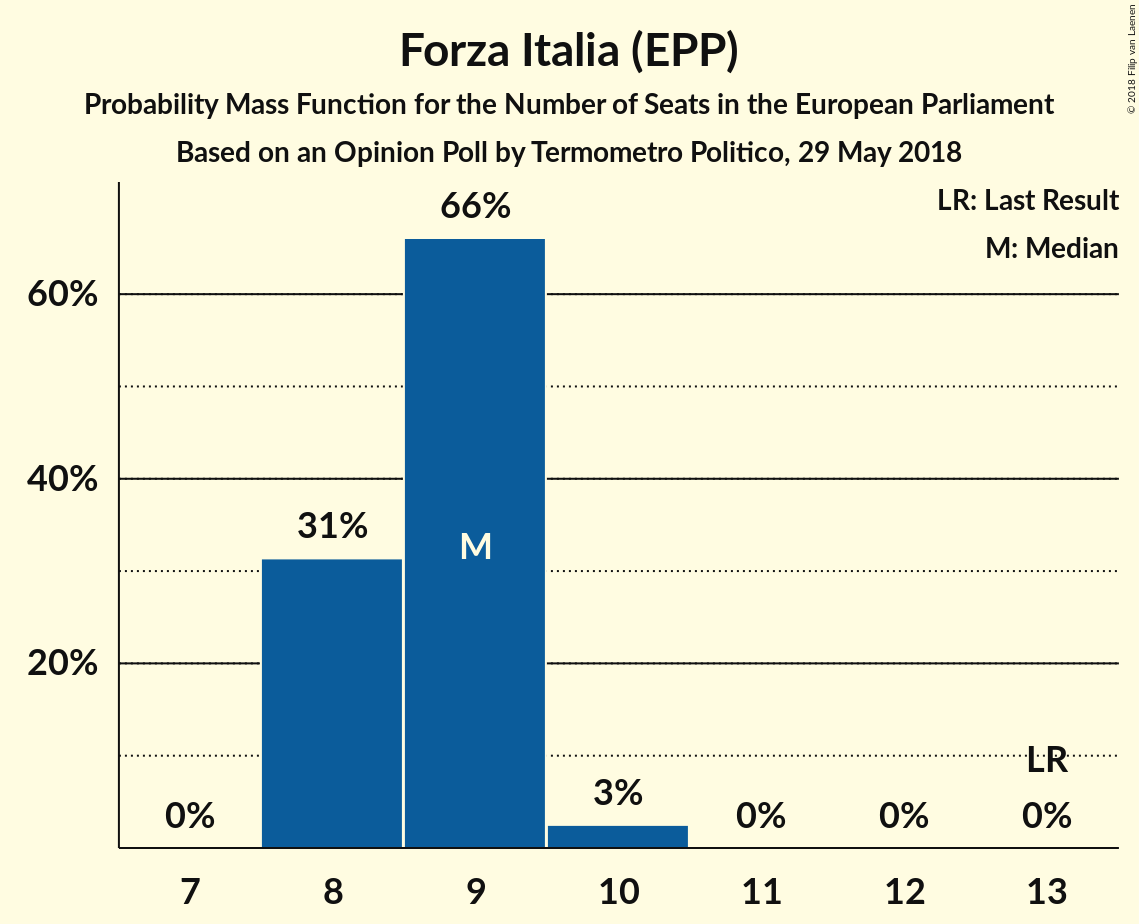 Forza Italia (EPP)
Probability Mass Function for the Number of Seats in the European Parliament
Based on an Opinion Poll by Termometro Politico, 29 May 2018
© 2018 Filip van Laenen
LR: Last Result
M: Median
66%
60%
40%
31%
M
20%
LR
3%
0%
0%
0%
0%
7
8
9
10
11
12
13